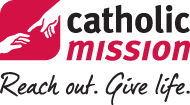 catholic
mission
Reach out. Give life.